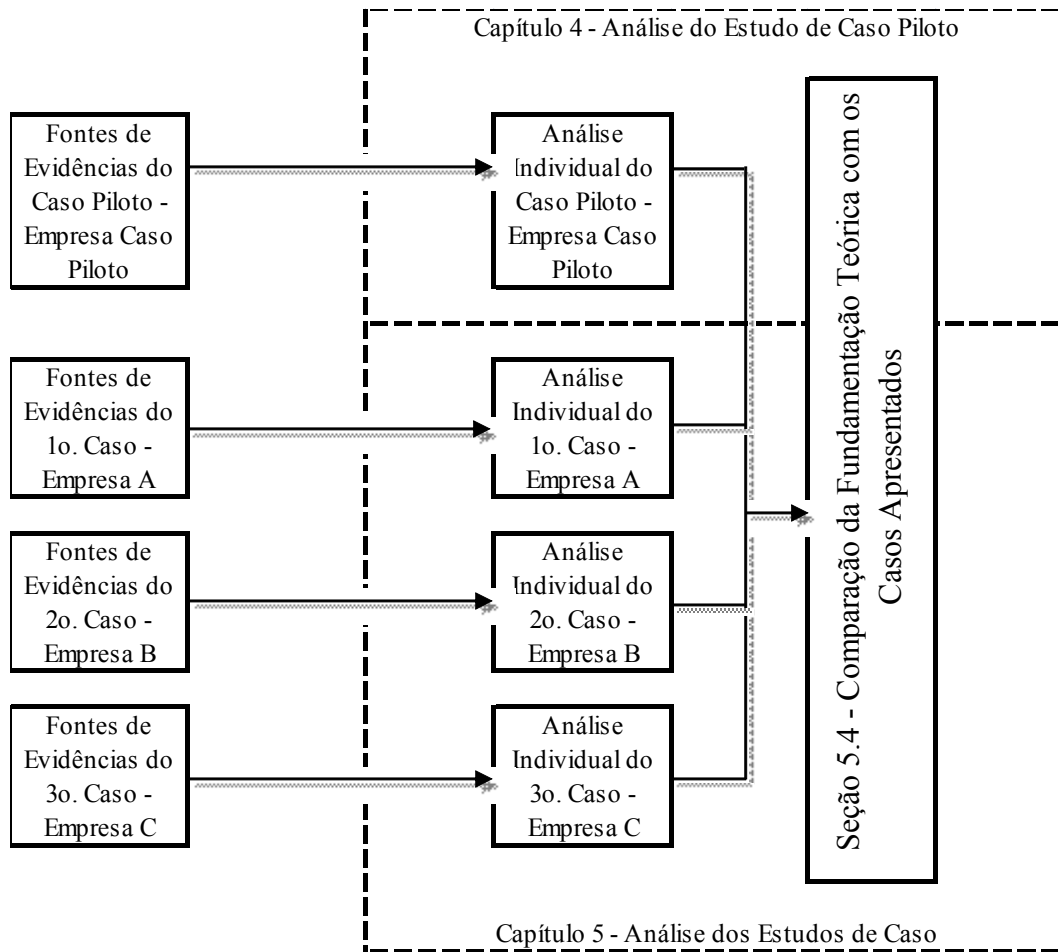 Capítulo 4 - Análise do Estudo de Caso Piloto
Fontes de
Evidências do
Caso Piloto -
Empresa Caso
Piloto
Análise
Individual do
Caso Piloto -
Empresa Caso
Piloto
Fontes de
Evidências do
1o. Caso -
Empresa A
Análise
Individual do
1o. Caso -
Empresa A
Fontes de
Evidências do
2o. Caso -
Empresa B
Análise
Individual do
2o. Caso -
Empresa B
Fontes de
Evidências do
3o. Caso -
Empresa C
Análise
Individual do
3o. Caso -
Empresa C
Seção 5.4 - Comparação da Fundamentação Teórica com os
Casos Apresentados
Capítulo 5 - Análise dos Estudos de Caso